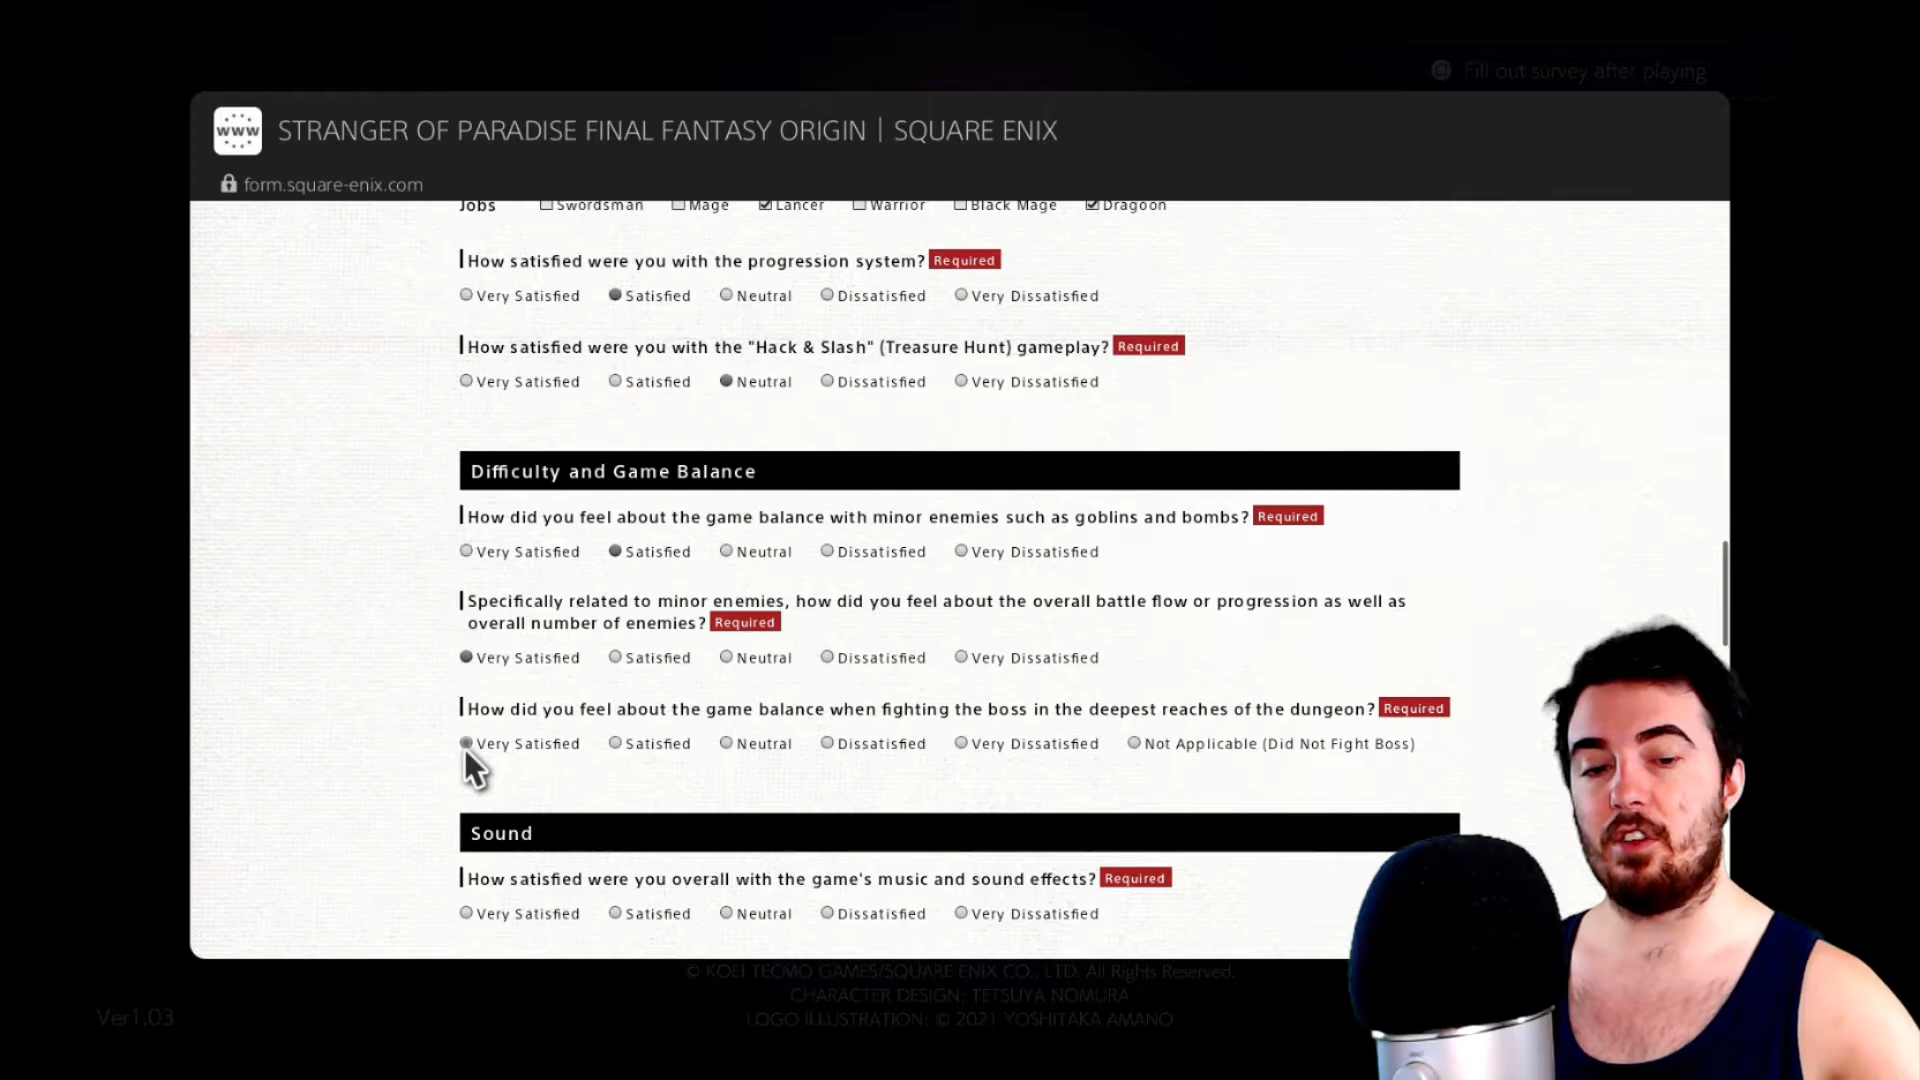 Fill out survey after playing
www
STRANGER OF PARADISE FINAL FANTASY ORIGIN | SQUARE ENIX
form.square-enix.com
Jobs Swordsman Mage Lancer Warrior Black Mage Dragoon
How satisfied were you with the progression system? Required
Very Satisfied Satisfied Neutral Dissatisfied Very Dissatisfied
How satisfied were you with the "Hack & Slash" (Treasure Hunt) gameplay? Required
Very Satisfied Satisfied Neutral Dissatisfied Very Dissatisfied
Difficulty and Game Balance
How did you feel about the game balance with minor enemies such as goblins and bombs? Required
Very Satisfied Satisfied Neutral Dissatisfied Very Dissatisfied
Specifically related to minor enemies, how did you feel about the overall battle flow or progression as well as
overall number of enemies? Required
Very Satisfied Satisfied Neutral Dissatisfied Very Dissatisfied
How did you feel about the game balance when fighting the boss in the deepest reaches of the dungeon? Required
Very Satisfied Satisfied Neutral Dissatisfied Very Dissatisfied Not Applicable (Did Not Fight Boss)
Sound
How satisfied were you overall with the game's music and sound effects? Required
Very Satisfied Satisfied Neutral Dissatisfied Very Dissatisfied
© KOEI TECMO GAMES/SQUARE ENIX CO., LTD. All Rights Reserved.
CHARACTER DESIGN: TETSUYA NOMURA
LOGO ILLUSTRATION: © 2021 YOSHITAKA AMANO
Ver1.03